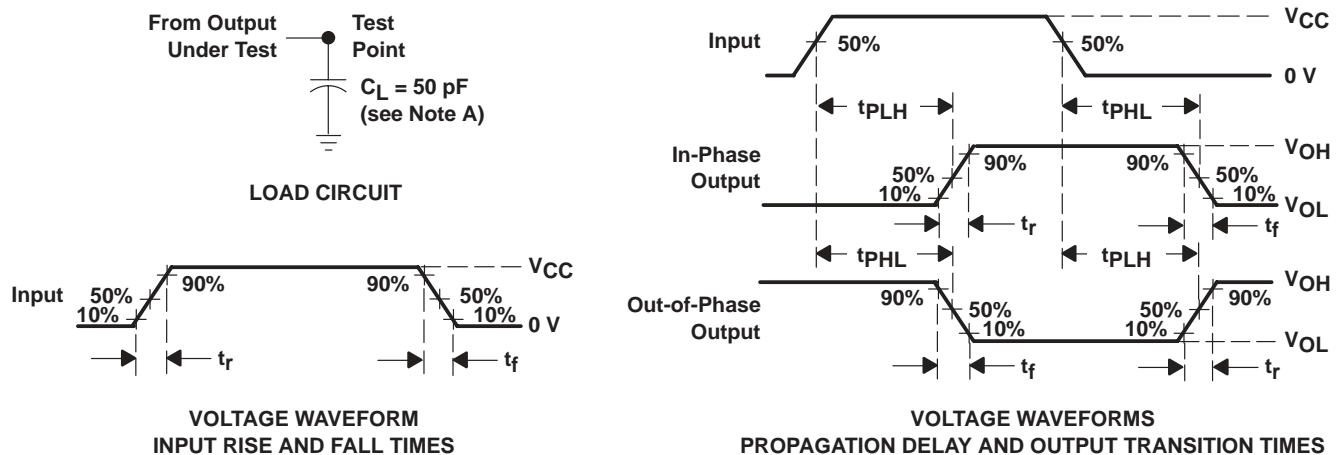 From Output
Under Test
Test
Point
CL = 50 pF
(see Note A)
LOAD CIRCUIT
Input
VCC
50%
50%
0 V
tPLH
tPHL
In-Phase
Output
VOH
90%
90%
50%
50%
10%
10%
VOL
tr
tf
tPHL
tPLH
Out-of-Phase
Output
VOH
90%
90%
50%
50%
10%
10%
VOL
tf
tr
Input
VCC
90%
90%
50%
50%
10%
10%
0 V
tr
tf
VOLTAGE WAVEFORM
INPUT RISE AND FALL TIMES
VOLTAGE WAVEFORMS
PROPAGATION DELAY AND OUTPUT TRANSITION TIMES